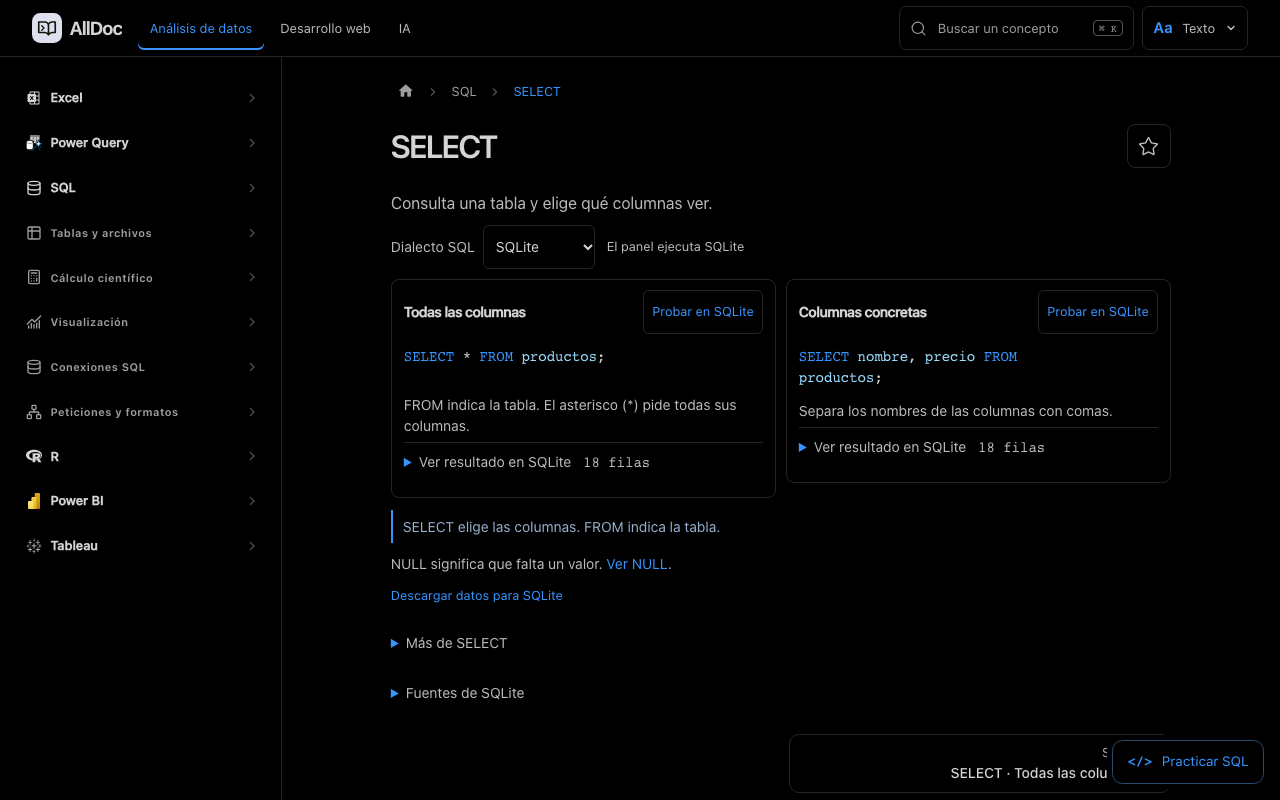 AllDoc
Análisis de datos
Desarrollo web
IA
Buscar un concepto
⌘ K
Aa Texto
Excel
Power Query
SQL
Tablas y archivos
Cálculo científico
Visualización
Conexiones SQL
Peticiones y formatos
R
Power BI
Tableau
SQL
SELECT
SELECT
Consulta una tabla y elige qué columnas ver.
Dialecto SQL
SQLite
El panel ejecuta SQLite
Todas las columnas
Probar en SQLite
SELECT * FROM productos;
FROM indica la tabla. El asterisco (*) pide todas sus
columnas.
Ver resultado en SQLite 18 filas
Columnas concretas
Probar en SQLite
SELECT nombre, precio FROM
productos;
Separa los nombres de las columnas con comas.
Ver resultado en SQLite 18 filas
SELECT elige las columnas. FROM indica la tabla.
NULL significa que falta un valor. Ver NULL.
Descargar datos para SQLite
Más de SELECT
Fuentes de SQLite
SELECT · Todas las colu
</> Practicar SQL